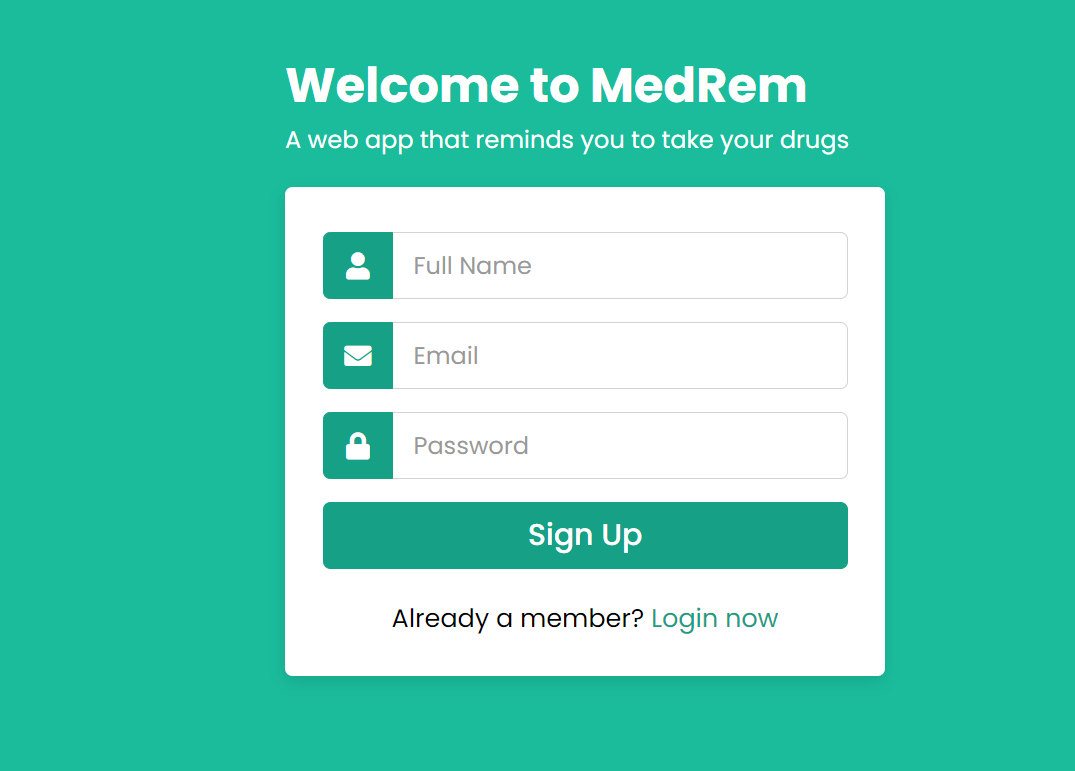 Welcome to MedRem
A web app that reminds you to take your drugs
Full Name
Email
Password
Sign Up
Already a member? Login now